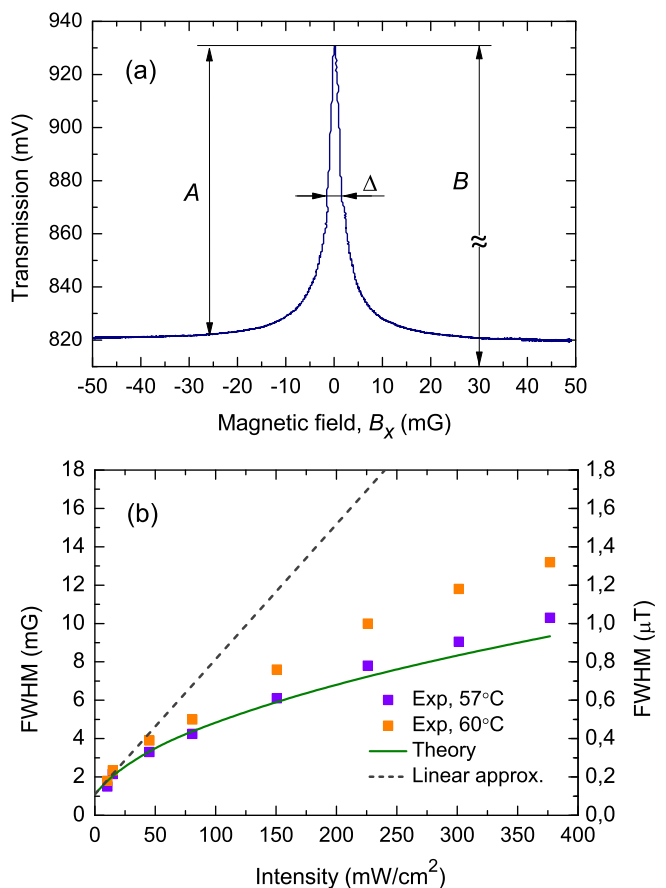 940
(a)
920
900
880
860
840
820
Transmission (mV)
A
Δ
B
≈
-50 -40 -30 -20 -10 0 10 20 30 40 50
Magnetic field, Bx (mG)
18 1,8
(b)
16 1,6
14 1,4
12 1,2
10 1,0
8 0,8
6 0,6
4 0,4
2 0,2
0 0,0
FWHM (mG)
FWHM (μT)
Exp, 57°C
Exp, 60°C
Theory
Linear approx.
0 50 100 150 200 250 300 350 400
Intensity (mW/cm²)